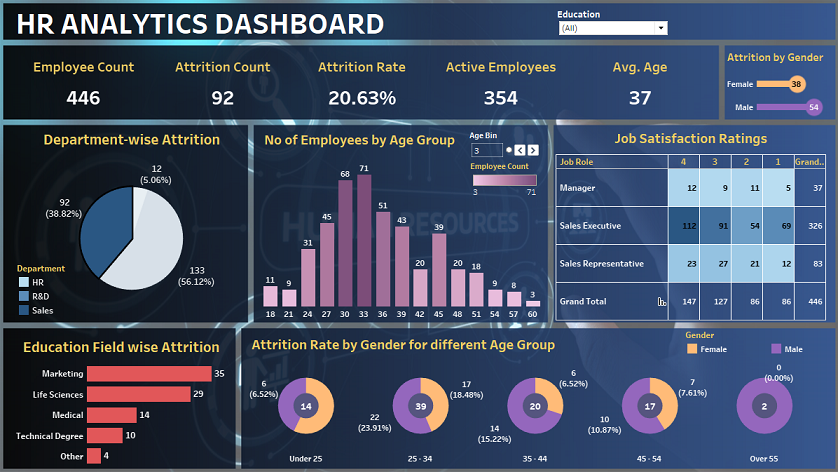 HR ANALYTICS DASHBOARD
Education
(All)
Employee Count
Attrition Count
Attrition Rate
Active Employees
Avg. Age
446
92
20.63%
354
37
Attrition by Gender
Female
38
Male
54
Department-wise Attrition
12
(5.06%)
92
(38.82%)
133
(56.12%)
Department
HR
R&D
Sales
No of Employees by Age Group
Age Bin
3
Employee Count
3
71
11
9
31
45
68
71
51
43
20
39
20
18
9
8
3
18
21
24
27
30
33
36
39
42
45
48
51
54
57
60
Job Satisfaction Ratings
Job Role 4 3 2 1 Grand..
Manager 12 9 11 5 37
Sales Executive 112 91 54 69 326
Sales Representative 23 27 21 12 83
Grand Total 147 127 86 86 446
Education Field wise Attrition
Marketing 35
Life Sciences 29
Medical 14
Technical Degree 10
Other 4
Attrition Rate by Gender for different Age Group
Gender
Female
Male
6
(6.52%)
14
Under 25
17
(18.48%)
39
22
(23.91%)
25 - 34
6
(6.52%)
20
14
(15.22%)
35 - 44
7
(7.61%)
17
10
(10.87%)
45 - 54
0
(0.00%)
2
Over 55